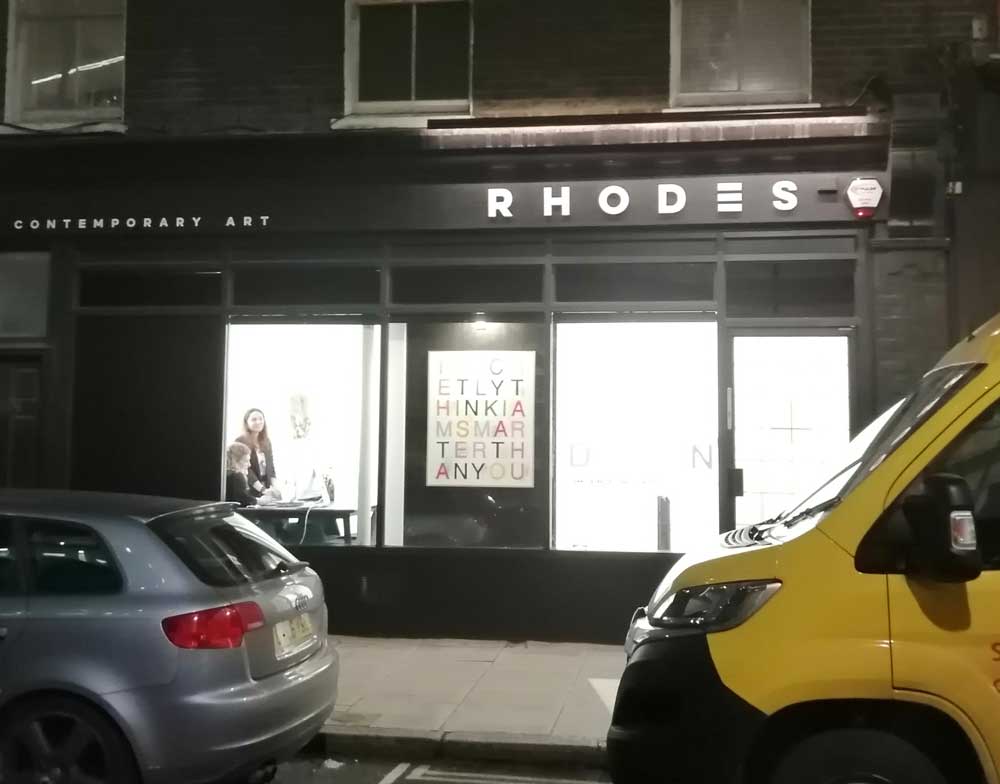 CONTEMPORARY ART
RHODES
I C
ETLYT
HINKIA
MSMAR
TERTH
ANYOU
U N